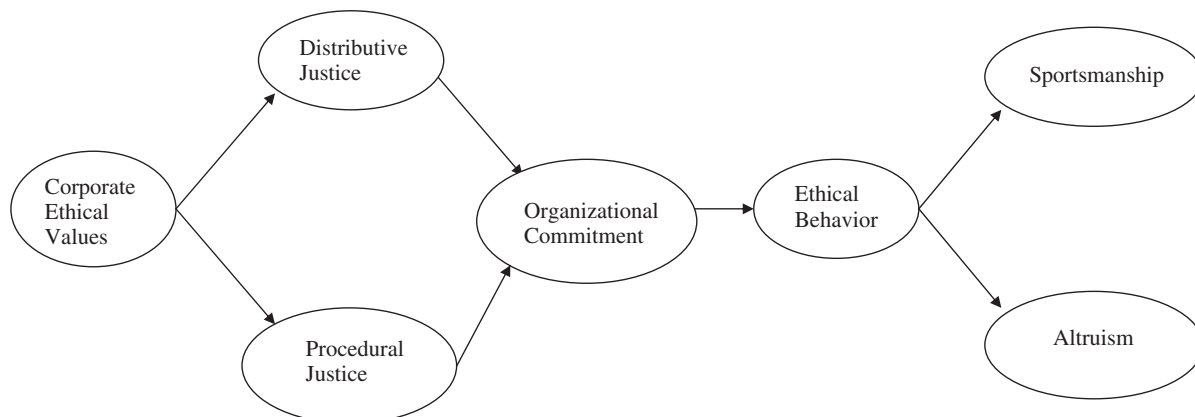 Distributive
Justice
Sportsmanship
Corporate
Ethical
Values
Organizational
Commitment
Ethical
Behavior
Procedural
Justice
Altruism